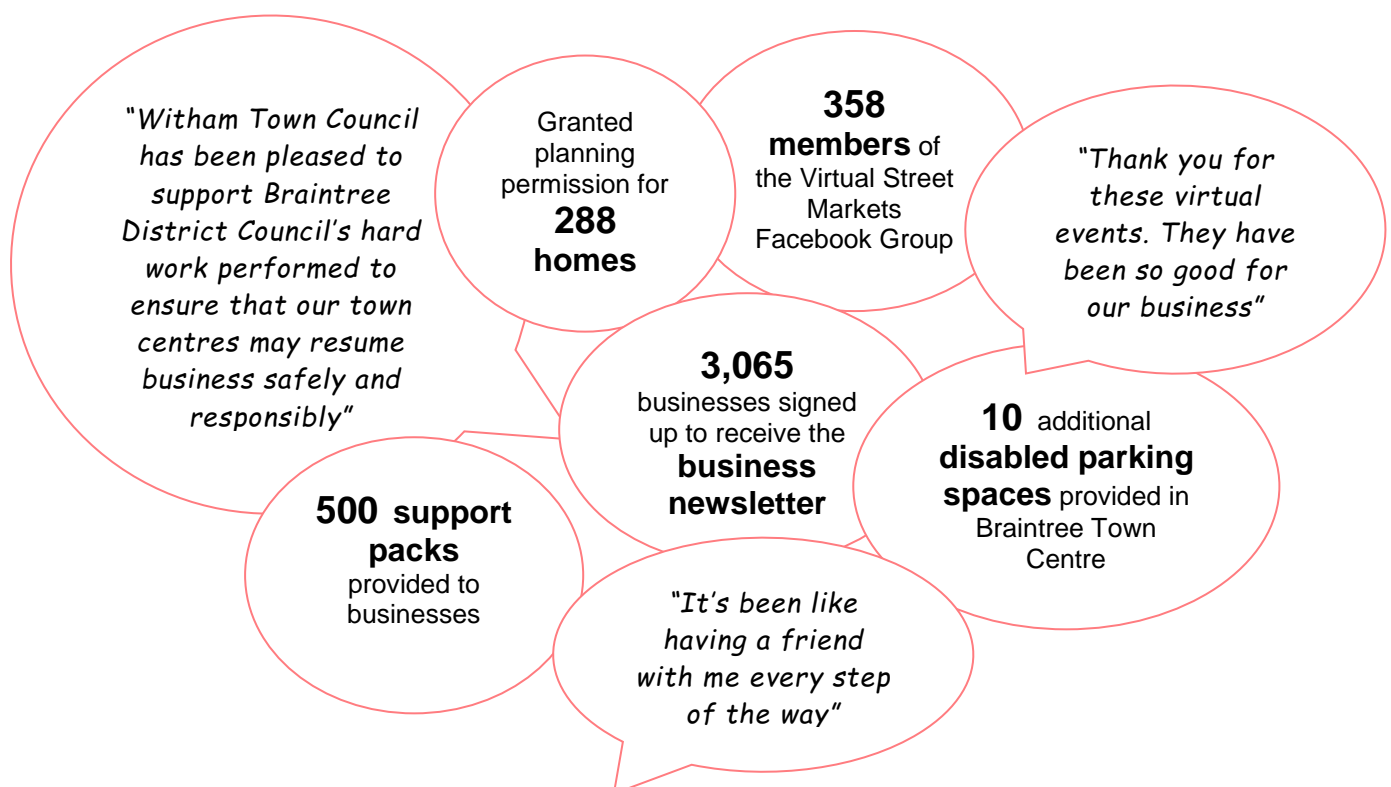 "Witham Town Council
has been pleased to
support Braintree
District Council's hard
work performed to
ensure that our town
centres may resume
business safely and
responsibly"
Granted
planning
permission for
288
homes
358
members of
the Virtual Street
Markets
Facebook Group
"Thank you for
these virtual
events. They have
been so good for
our business"
3,065
businesses signed
up to receive the
business
newsletter
10 additional
disabled parking
spaces provided in
Braintree Town
Centre
500 support
packs
provided to
businesses
"It's been like
having a friend
with me every step
of the way"